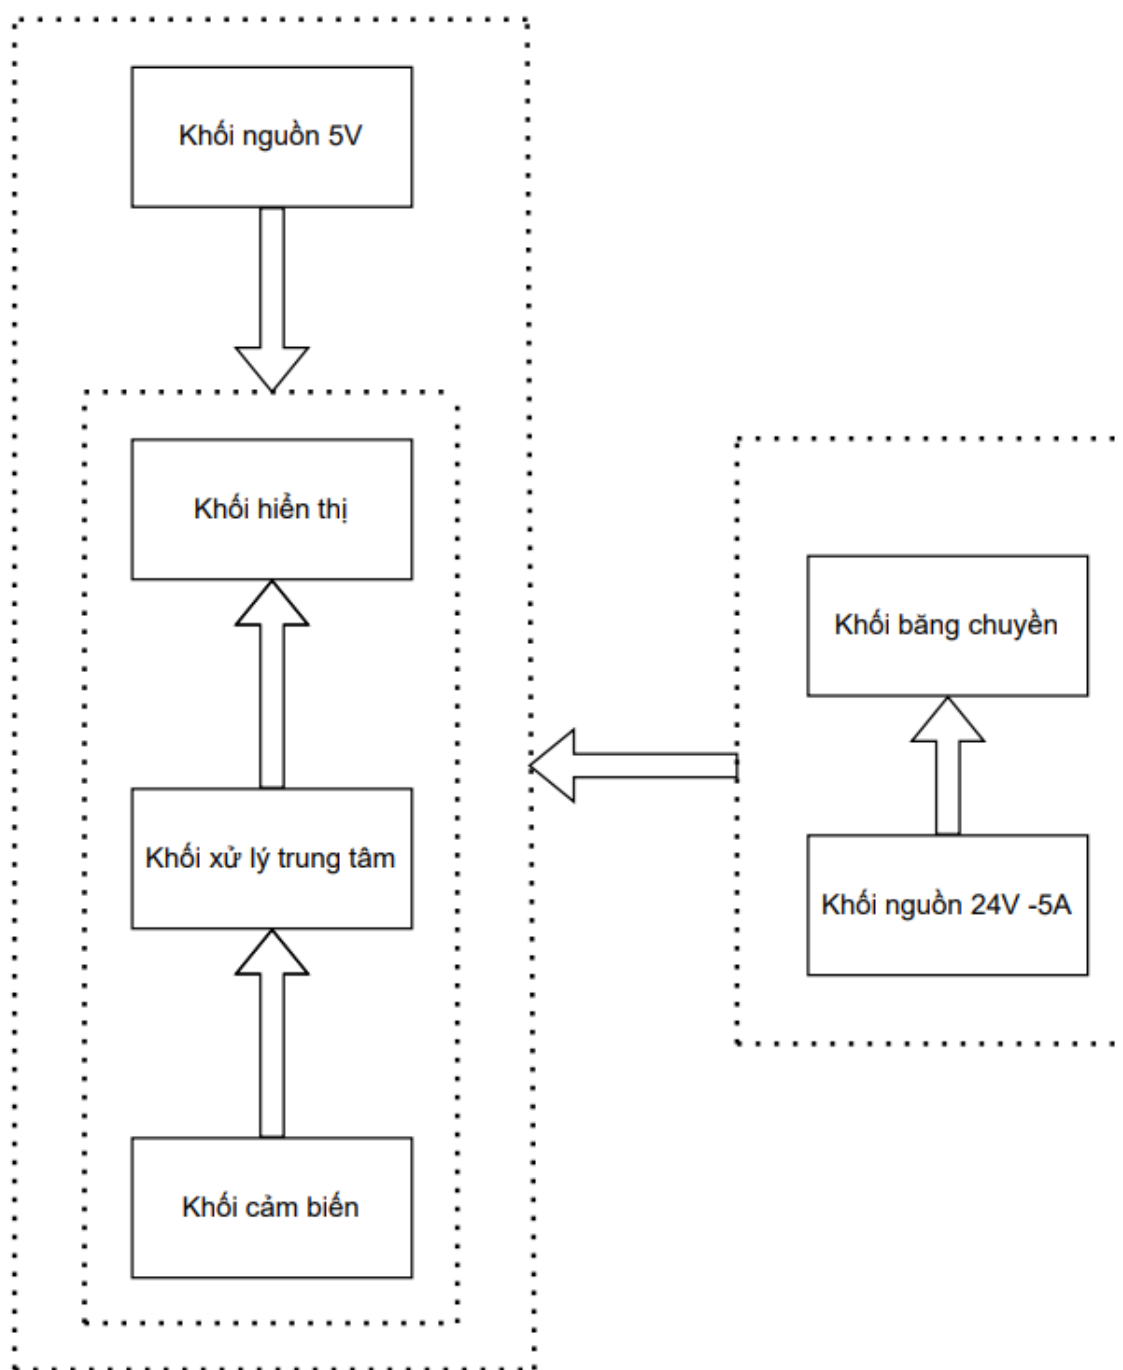 Khối nguồn 5V
Khối hiển thị
Khối xử lý trung tâm
Khối cảm biến
Khối băng chuyền
Khối nguồn 24V -5A